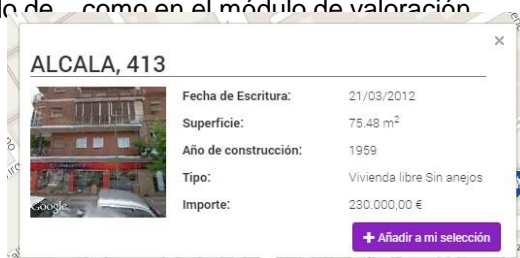 como en el módulo de valoración
×
ALCALA, 413
Fecha de Escritura: 21/03/2012
Superficie: 75.48 m²
Año de construcción: 1959
Tipo: Vivienda libre Sin anejos
Importe: 230.000,00 €
Google
+ Añadir a mi selección